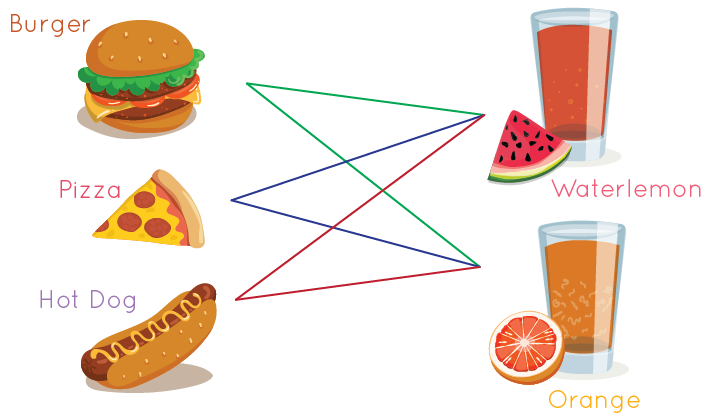 Burger
Pizza
Hot Dog
Waterlemon
Orange